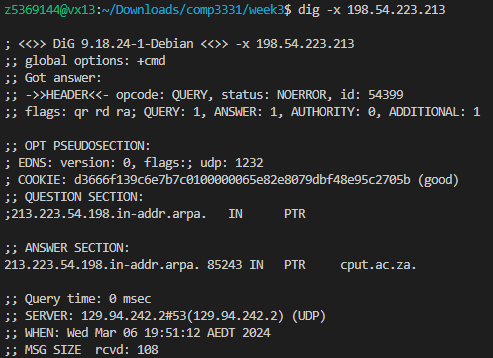 z5369144@vx13:~/Downloads/comp3331/week3$ dig -x 198.54.223.213
; <<>> DiG 9.18.24-1-Debian <<>> -x 198.54.223.213
;; global options: +cmd
;; Got answer:
;; ->>HEADER<<- opcode: QUERY, status: NOERROR, id: 54399
;; flags: qr rd ra; QUERY: 1, ANSWER: 1, AUTHORITY: 0, ADDITIONAL: 1
;; OPT PSEUDOSECTION:
; EDNS: version: 0, flags:; udp: 1232
; COOKIE: d3666f139c6e7b7c0100000065e82e8079dbf48e95c2705b (good)
;; QUESTION SECTION:
;213.223.54.198.in-addr.arpa. IN PTR
;; ANSWER SECTION:
213.223.54.198.in-addr.arpa. 85243 IN PTR cput.ac.za.
;; Query time: 0 msec
;; SERVER: 129.94.242.2#53(129.94.242.2) (UDP)
;; WHEN: Wed Mar 06 19:51:12 AEDT 2024
;; MSG SIZE rcvd: 108